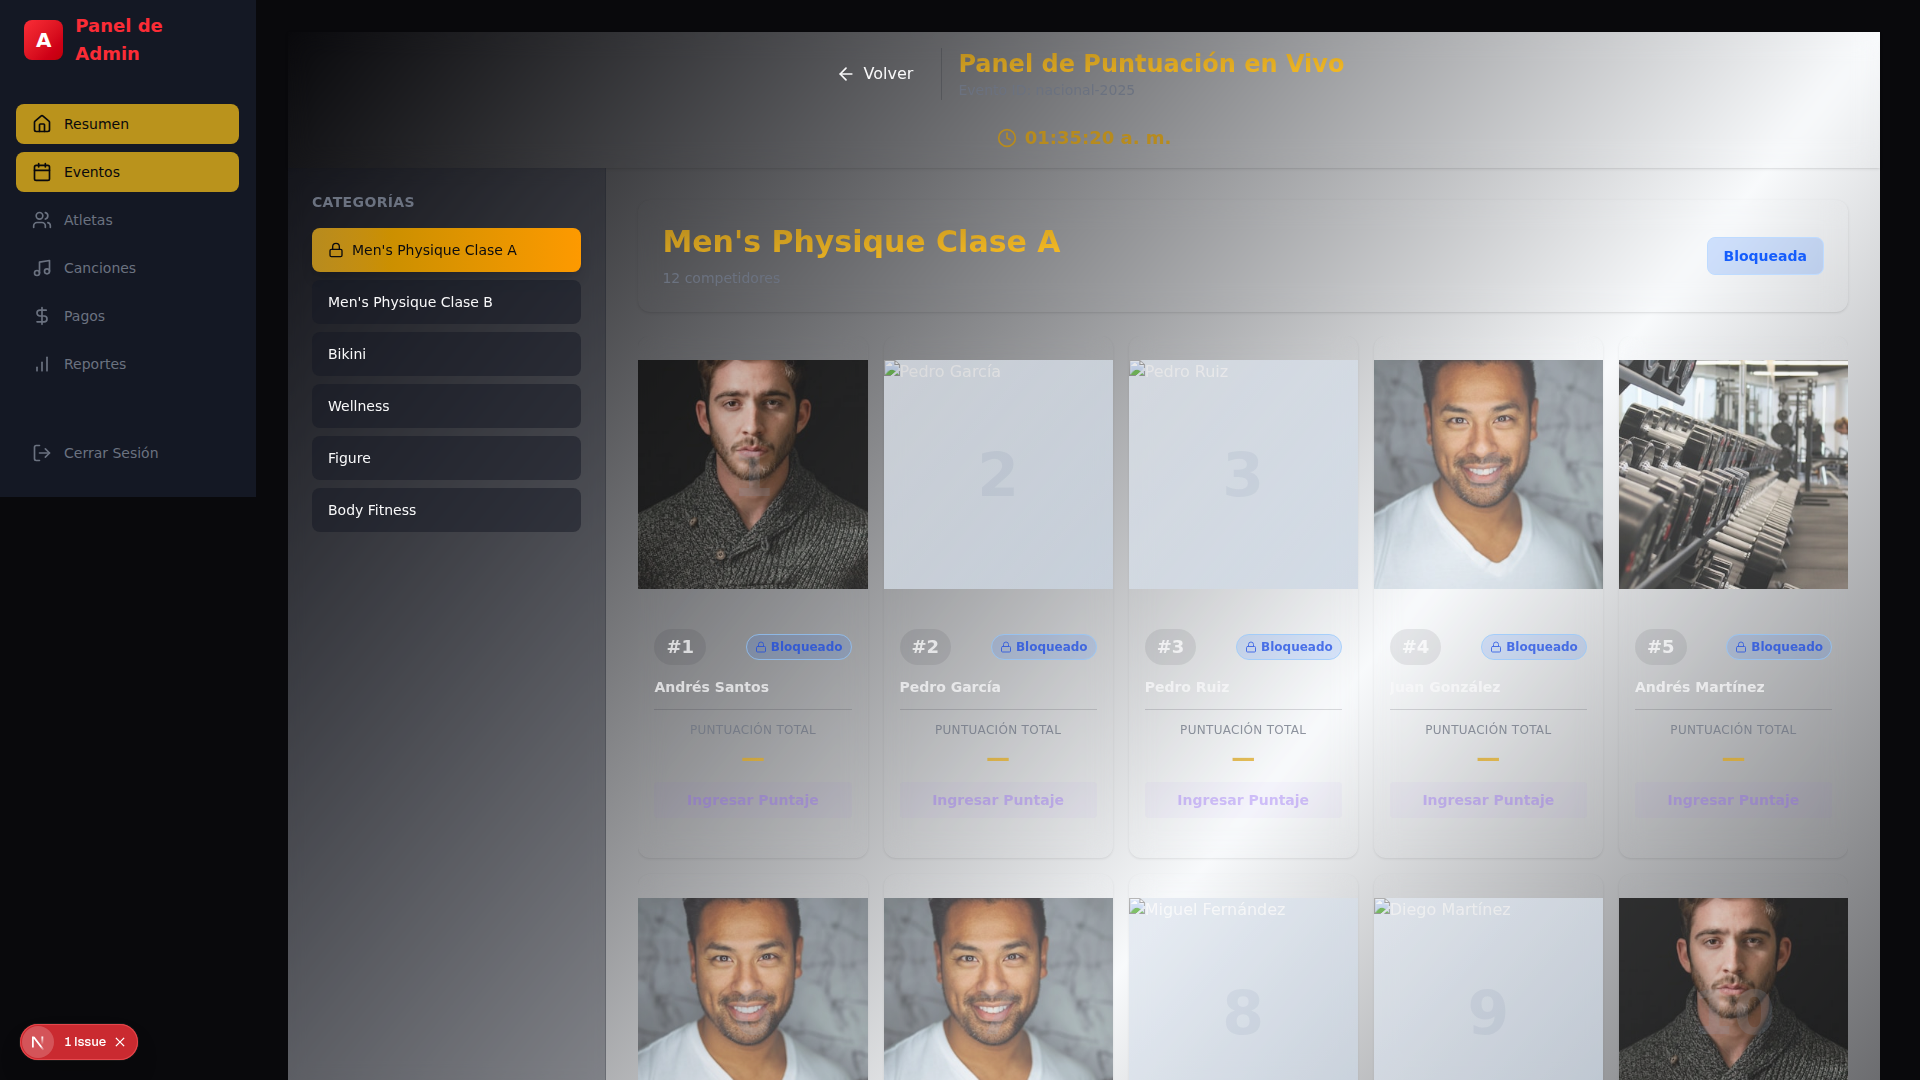 A
Panel de
Admin
Resumen
Eventos
Atletas
Canciones
Pagos
Reportes
Cerrar Sesión
1 Issue
Volver
Panel de Puntuación en Vivo
01:35:20 a. m.
CATEGORÍAS
Men's Physique Clase A
Men's Physique Clase B
Bikini
Wellness
Figure
Body Fitness
Men's Physique Clase A
12 competidores
Bloqueada
Pedro García
2
Pedro Ruiz
3
#1
Bloqueado
Andrés Santos
PUNTUACIÓN TOTAL
—
Ingresar Puntaje
#2
Bloqueado
Pedro García
PUNTUACIÓN TOTAL
—
Ingresar Puntaje
#3
Bloqueado
Pedro Ruiz
PUNTUACIÓN TOTAL
—
Ingresar Puntaje
#4
Bloqueado
Juan González
PUNTUACIÓN TOTAL
—
Ingresar Puntaje
#5
Bloqueado
Andrés Martínez
PUNTUACIÓN TOTAL
—
Ingresar Puntaje
Miguel Fernández
8
Diego Martínez
9